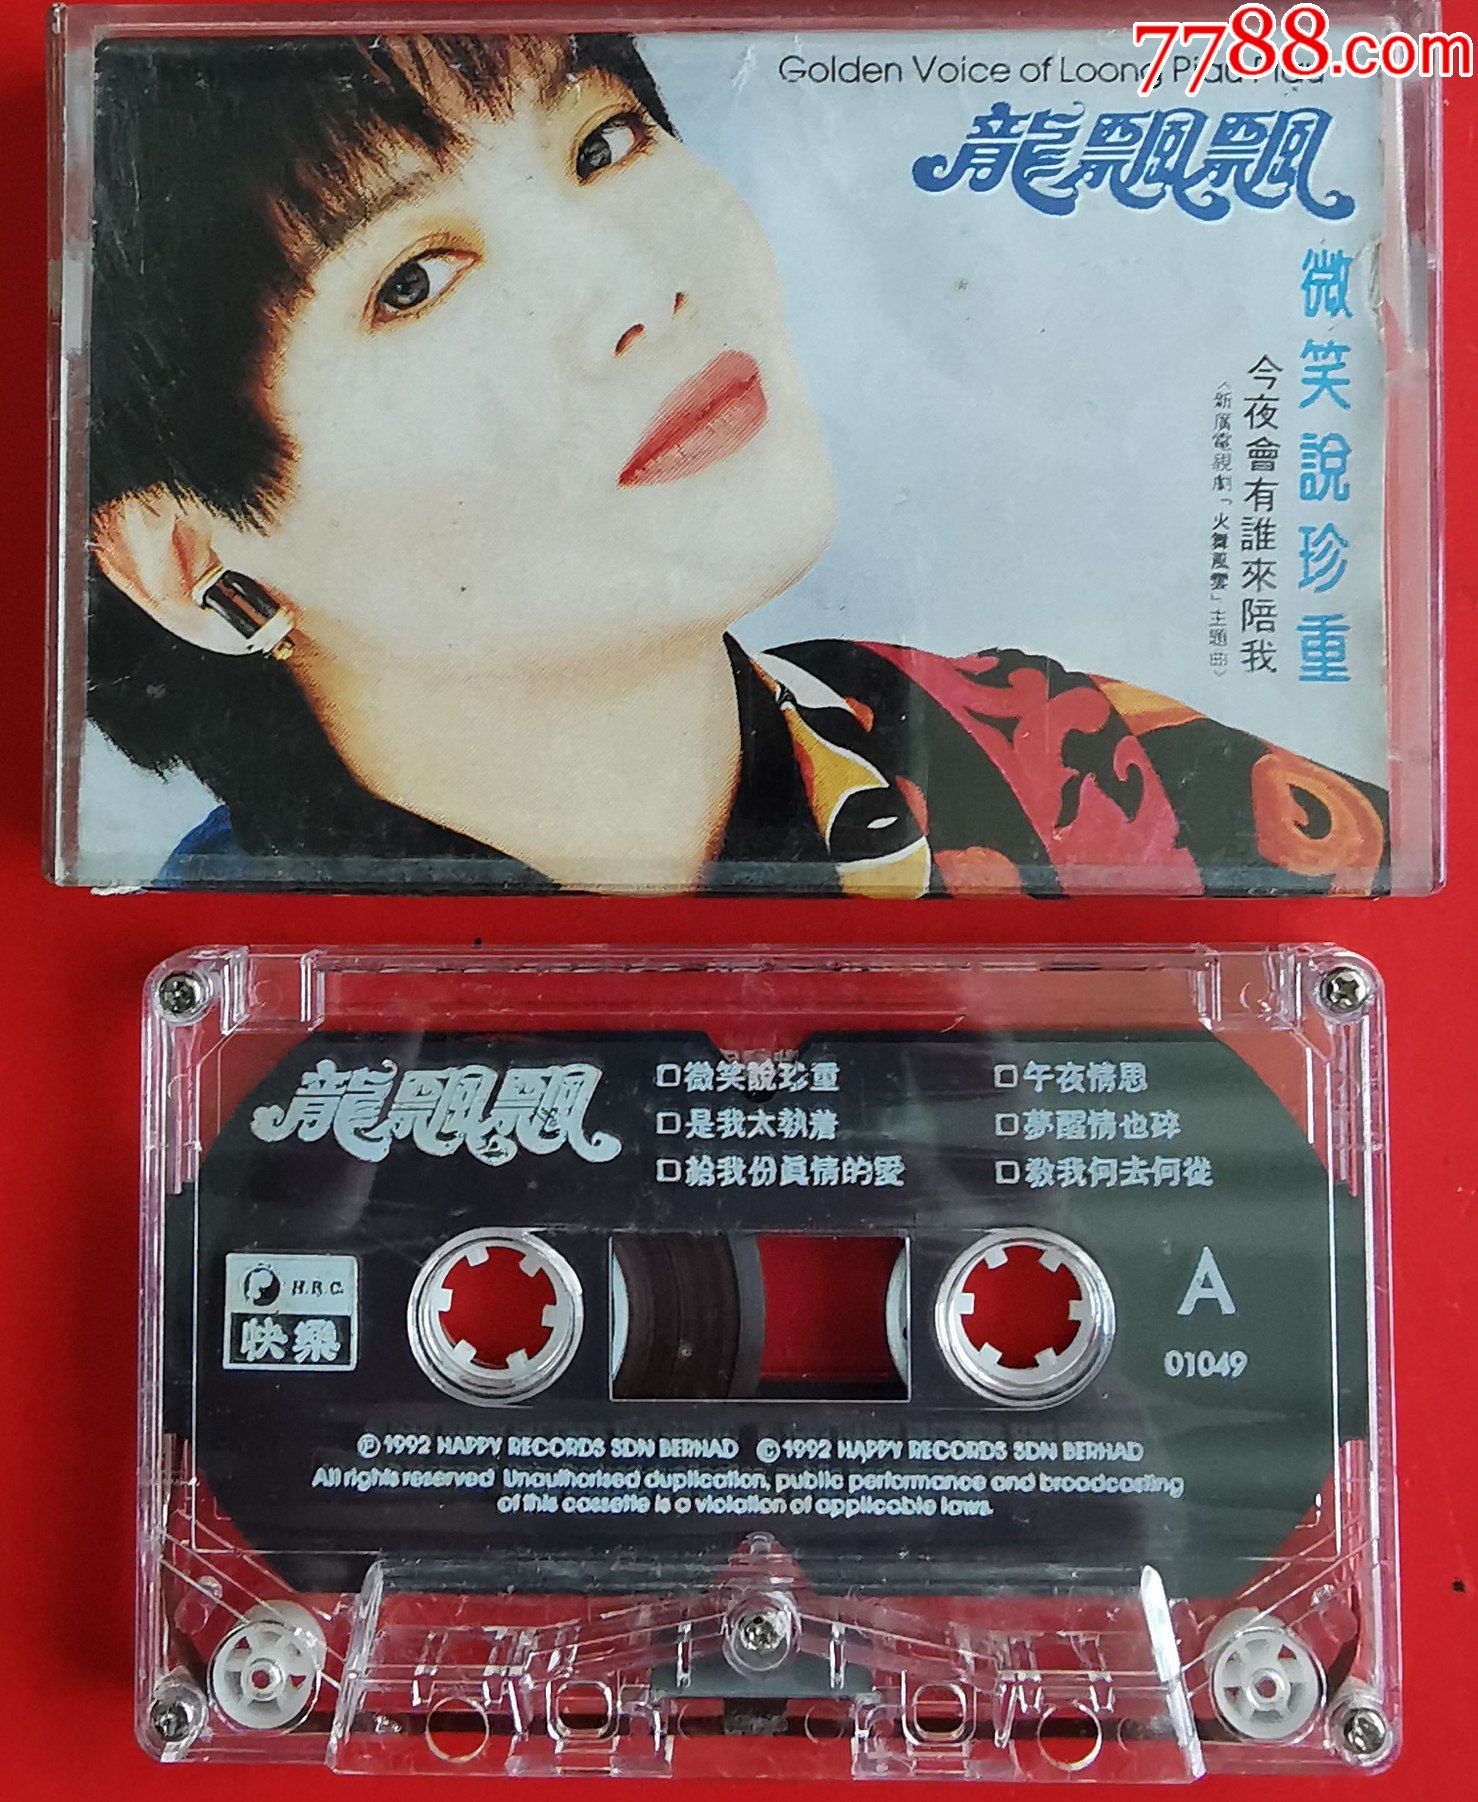 7788.com
Golden Voice of Loong Piau Piau
龍飄飄
微笑說珍重
今夜會有誰來陪我
〈新廣電視劇「火舞風雲」主題曲〉
龍飄飄
□微笑說珍重
□是我太執着
□給我份眞情的愛
□午夜情思
□夢醒情也碎
□敎我何去何從
H.R.C.
快樂
A
01049
Ⓟ1992 HAPPY RECORDS SDN BERHAD ©1992 HAPPY RECORDS SDN BERHAD
All rights reserved Unauthorised duplication, public performance and broadcasting
of this cassette is a violation of applicable laws.